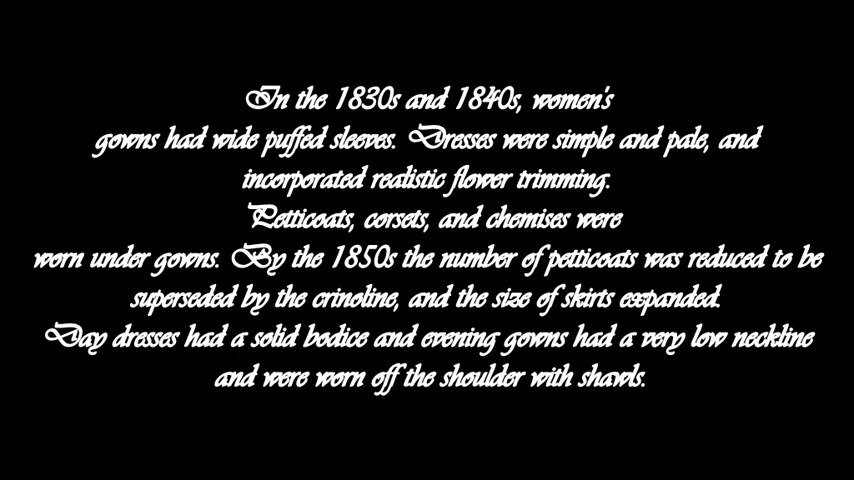 In the 1830s and 1840s, women's
gowns had wide puffed sleeves. Dresses were simple and pale, and
incorporated realistic flower trimming.
Petticoats, corsets, and chemises were
worn under gowns. By the 1850s the number of petticoats was reduced to be
superseded by the crinoline, and the size of skirts expanded.
Day dresses had a solid bodice and evening gowns had a very low neckline
and were worn off the shoulder with shawls.